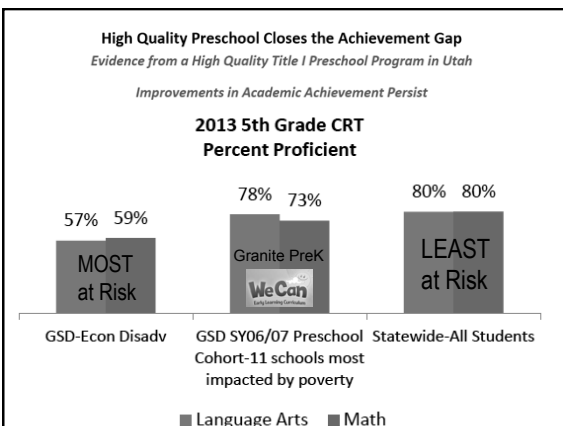 High Quality Preschool Closes the Achievement Gap
Evidence from a High Quality Title I Preschool Program in Utah
Improvements in Academic Achievement Persist
2013 5th Grade CRT
Percent Proficient
57% 59%
78% 73%
80% 80%
MOST
at Risk
Granite PreK
WeCan
Early Learning Curriculum
LEAST
at Risk
GSD-Econ Disadv
GSD SY06/07 Preschool
Cohort-11 schools most
impacted by poverty
Statewide-All Students
Language Arts Math